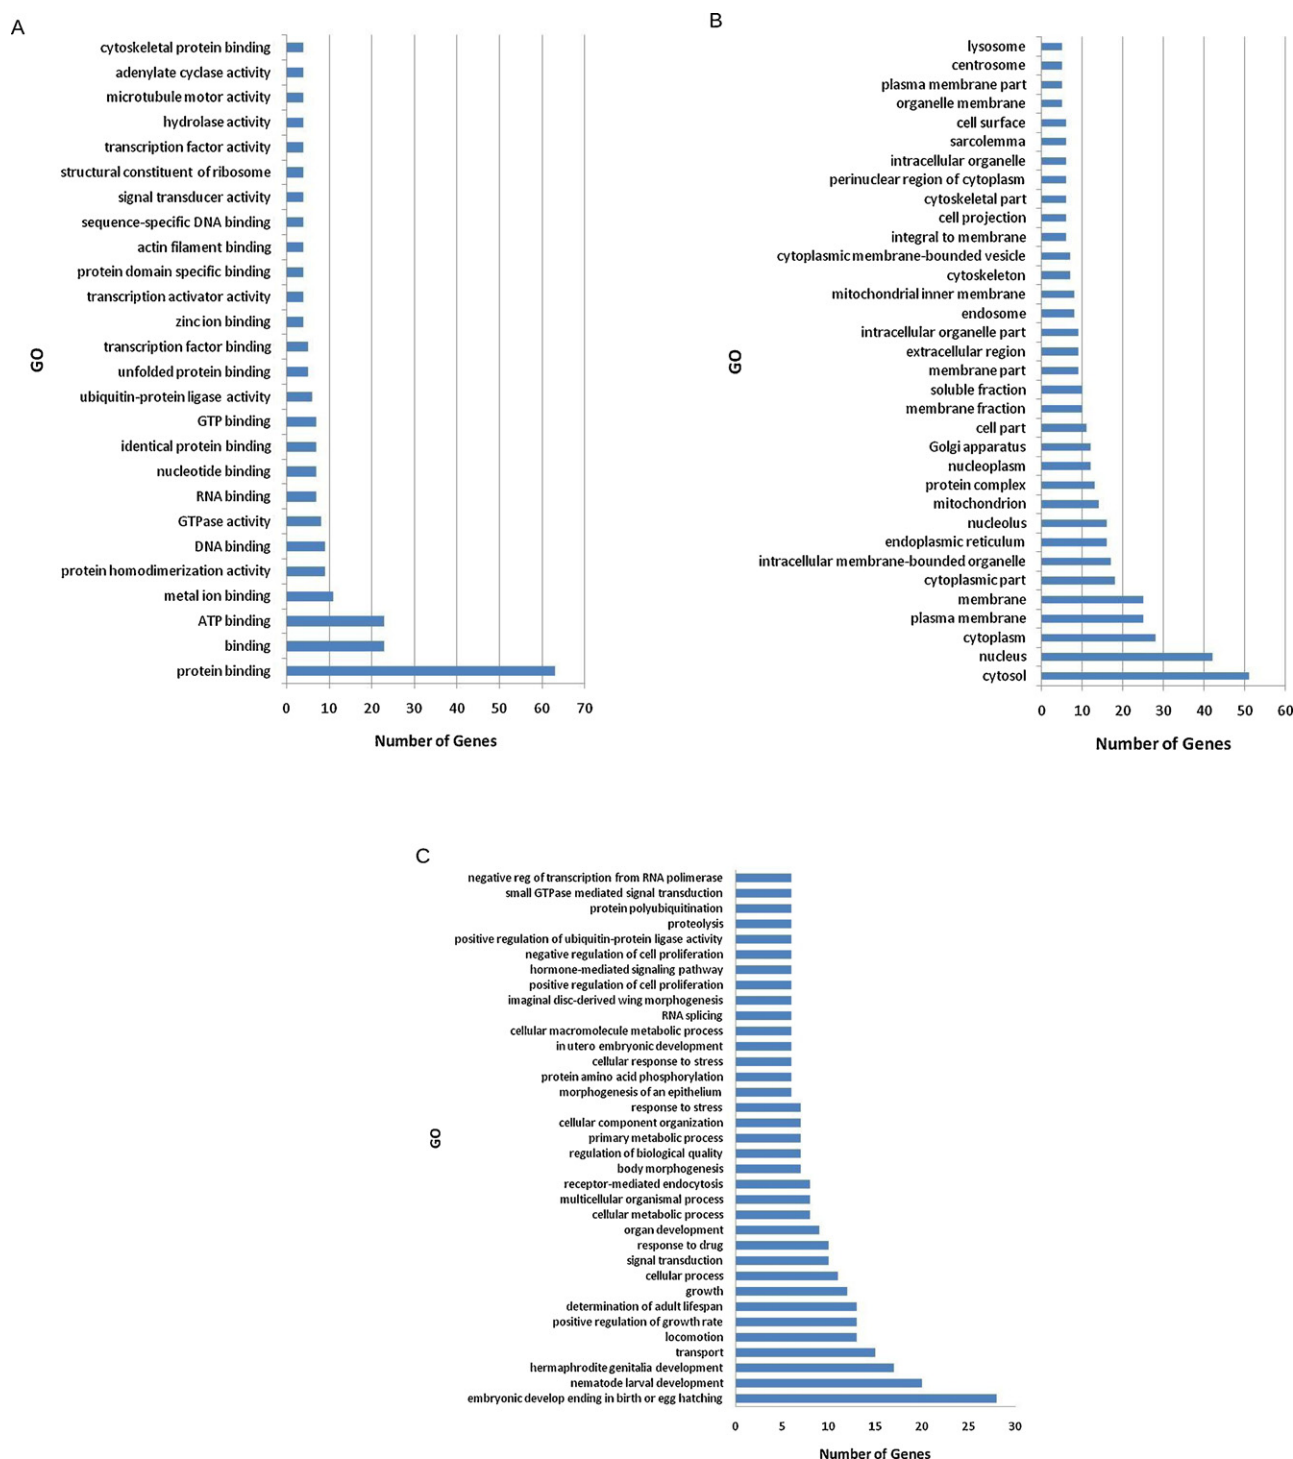 A
cytoskeletal protein binding
adenylate cyclase activity
microtubule motor activity
hydrolase activity
transcription factor activity
structural constituent of ribosome
signal transducer activity
sequence-specific DNA binding
actin filament binding
protein domain specific binding
transcription activator activity
zinc ion binding
transcription factor binding
unfolded protein binding
ubiquitin-protein ligase activity
GTP binding
identical protein binding
nucleotide binding
RNA binding
GTPase activity
DNA binding
protein homodimerization activity
metal ion binding
ATP binding
binding
protein binding
GO
0 10 20 30 40 50 60 70
Number of Genes
B
lysosome
centrosome
plasma membrane part
organelle membrane
cell surface
sarcolemma
intracellular organelle
perinuclear region of cytoplasm
cytoskeletal part
cell projection
integral to membrane
cytoplasmic membrane-bounded vesicle
cytoskeleton
mitochondrial inner membrane
endosome
intracellular organelle part
extracellular region
membrane part
soluble fraction
membrane fraction
cell part
Golgi apparatus
nucleoplasm
protein complex
mitochondrion
nucleolus
endoplasmic reticulum
intracellular membrane-bounded organelle
cytoplasmic part
membrane
plasma membrane
cytoplasm
nucleus
cytosol
GO
0 10 20 30 40 50 60
Number of Genes
C
negative reg of transcription from RNA polimerase
small GTPase mediated signal transduction
protein polyubiquitination
proteolysis
positive regulation of ubiquitin-protein ligase activity
negative regulation of cell proliferation
hormone-mediated signaling pathway
positive regulation of cell proliferation
imaginal disc-derived wing morphogenesis
RNA splicing
cellular macromolecule metabolic process
in utero embryonic development
cellular response to stress
protein amino acid phosphorylation
morphogenesis of an epithelium
response to stress
cellular component organization
primary metabolic process
regulation of biological quality
body morphogenesis
receptor-mediated endocytosis
multicellular organismal process
cellular metabolic process
organ development
response to drug
signal transduction
cellular process
growth
determination of adult lifespan
positive regulation of growth rate
locomotion
transport
hermaphrodite genitalia development
nematode larval development
embryonic develop ending in birth or egg hatching
GO
0 5 10 15 20 25 30
Number of Genes